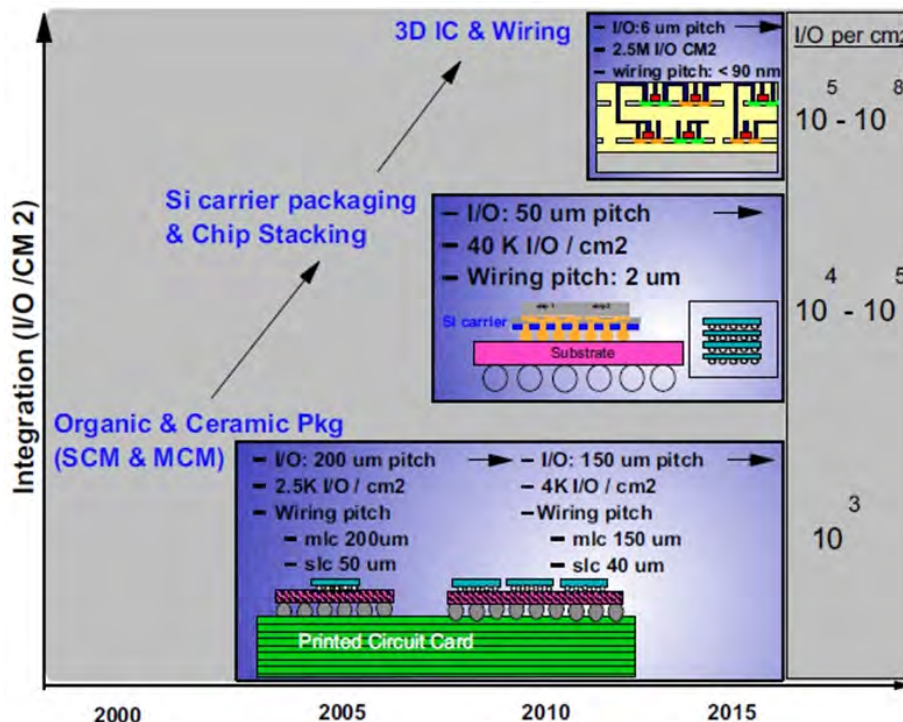 3D IC & Wiring
– I/O:6 um pitch
– 2.5M I/O CM2
– wiring pitch: < 90 nm
I/O per cm2
10^5 - 10^8
Si carrier packaging
& Chip Stacking
– I/O: 50 um pitch
– 40 K I/O / cm2
– Wiring pitch: 2 um
Si carrier
Substrate
10^4 - 10^5
Organic & Ceramic Pkg
(SCM & MCM)
– I/O: 200 um pitch
– 2.5K I/O / cm2
– Wiring pitch
– mlc 200um
– slc 50 um
– I/O: 150 um pitch
– 4K I/O / cm2
–Wiring pitch
– mlc 150 um
– slc 40 um
10^3
Printed Circuit Card
Integration (I/O /CM 2)
2000
2005
2010
2015